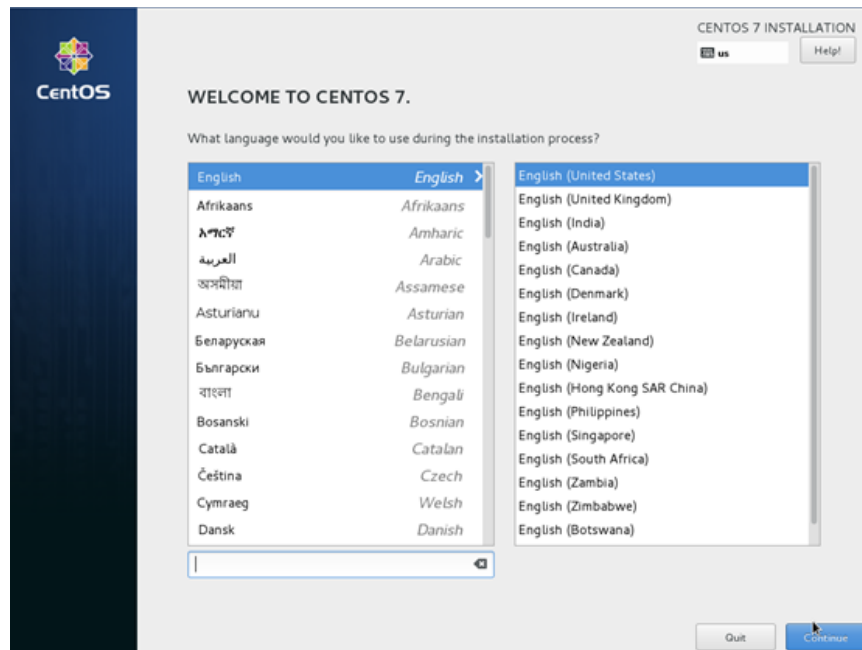 CENTOS 7 INSTALLATION
us
Help!
CentOS
WELCOME TO CENTOS 7.
What language would you like to use during the installation process?
English English
Afrikaans Afrikaans
አማርኛ Amharic
العربية Arabic
অসমীয়া Assamese
Asturianu Asturian
Беларуская Belarusian
Български Bulgarian
বাংলা Bengali
Bosanski Bosnian
Català Catalan
Čeština Czech
Cymraeg Welsh
Dansk Danish
English (United States)
English (United Kingdom)
English (India)
English (Australia)
English (Canada)
English (Denmark)
English (Ireland)
English (New Zealand)
English (Nigeria)
English (Hong Kong SAR China)
English (Philippines)
English (Singapore)
English (South Africa)
English (Zambia)
English (Zimbabwe)
English (Botswana)
Quit
Continue